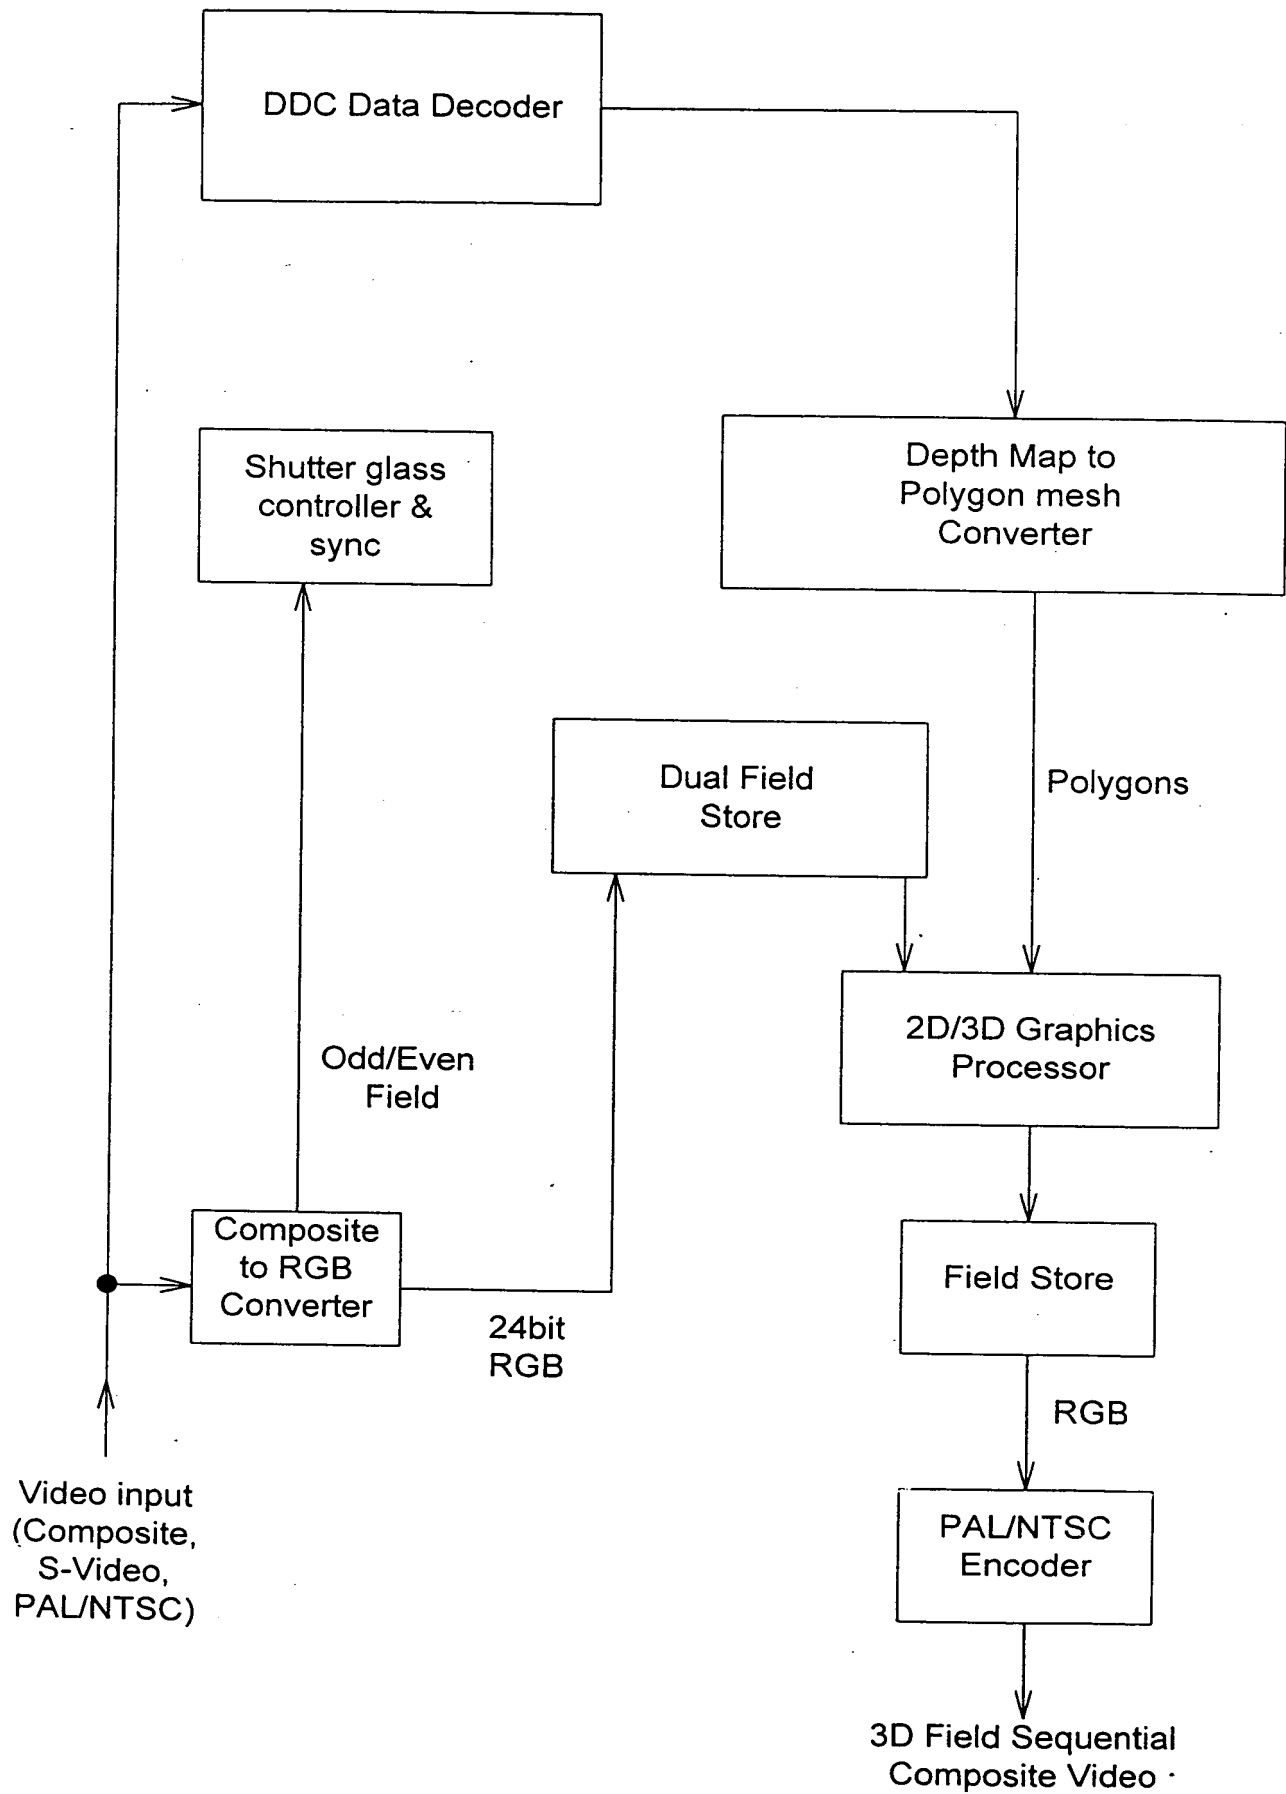 DDC Data Decoder
Shutter glass
controller &
sync
Depth Map to
Polygon mesh
Converter
Dual Field
Store
Polygons
2D/3D Graphics
Processor
Odd/Even
Field
Composite
to RGB
Converter
24bit
RGB
Field Store
RGB
Video input
(Composite,
S-Video,
PAL/NTSC)
PAL/NTSC
Encoder
3D Field Sequential
Composite Video